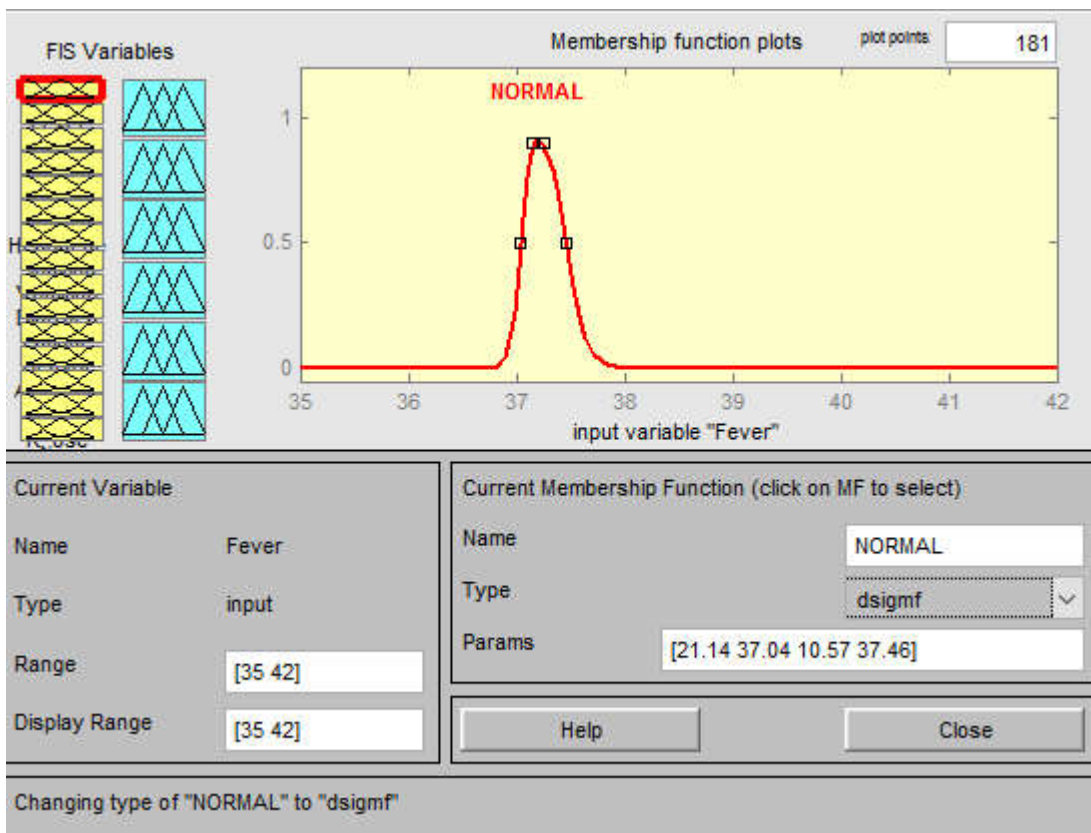 FIS Variables
Membership function plots
plot points:
181
NORMAL
1
0.5
0
35 36 37 38 39 40 41 42
input variable "Fever"
Current Variable
Name Fever
Type input
Range [35 42]
Display Range [35 42]
Current Membership Function (click on MF to select)
Name NORMAL
Type dsigmf
Params [21.14 37.04 10.57 37.46]
Help Close
Changing type of "NORMAL" to "dsigmf"